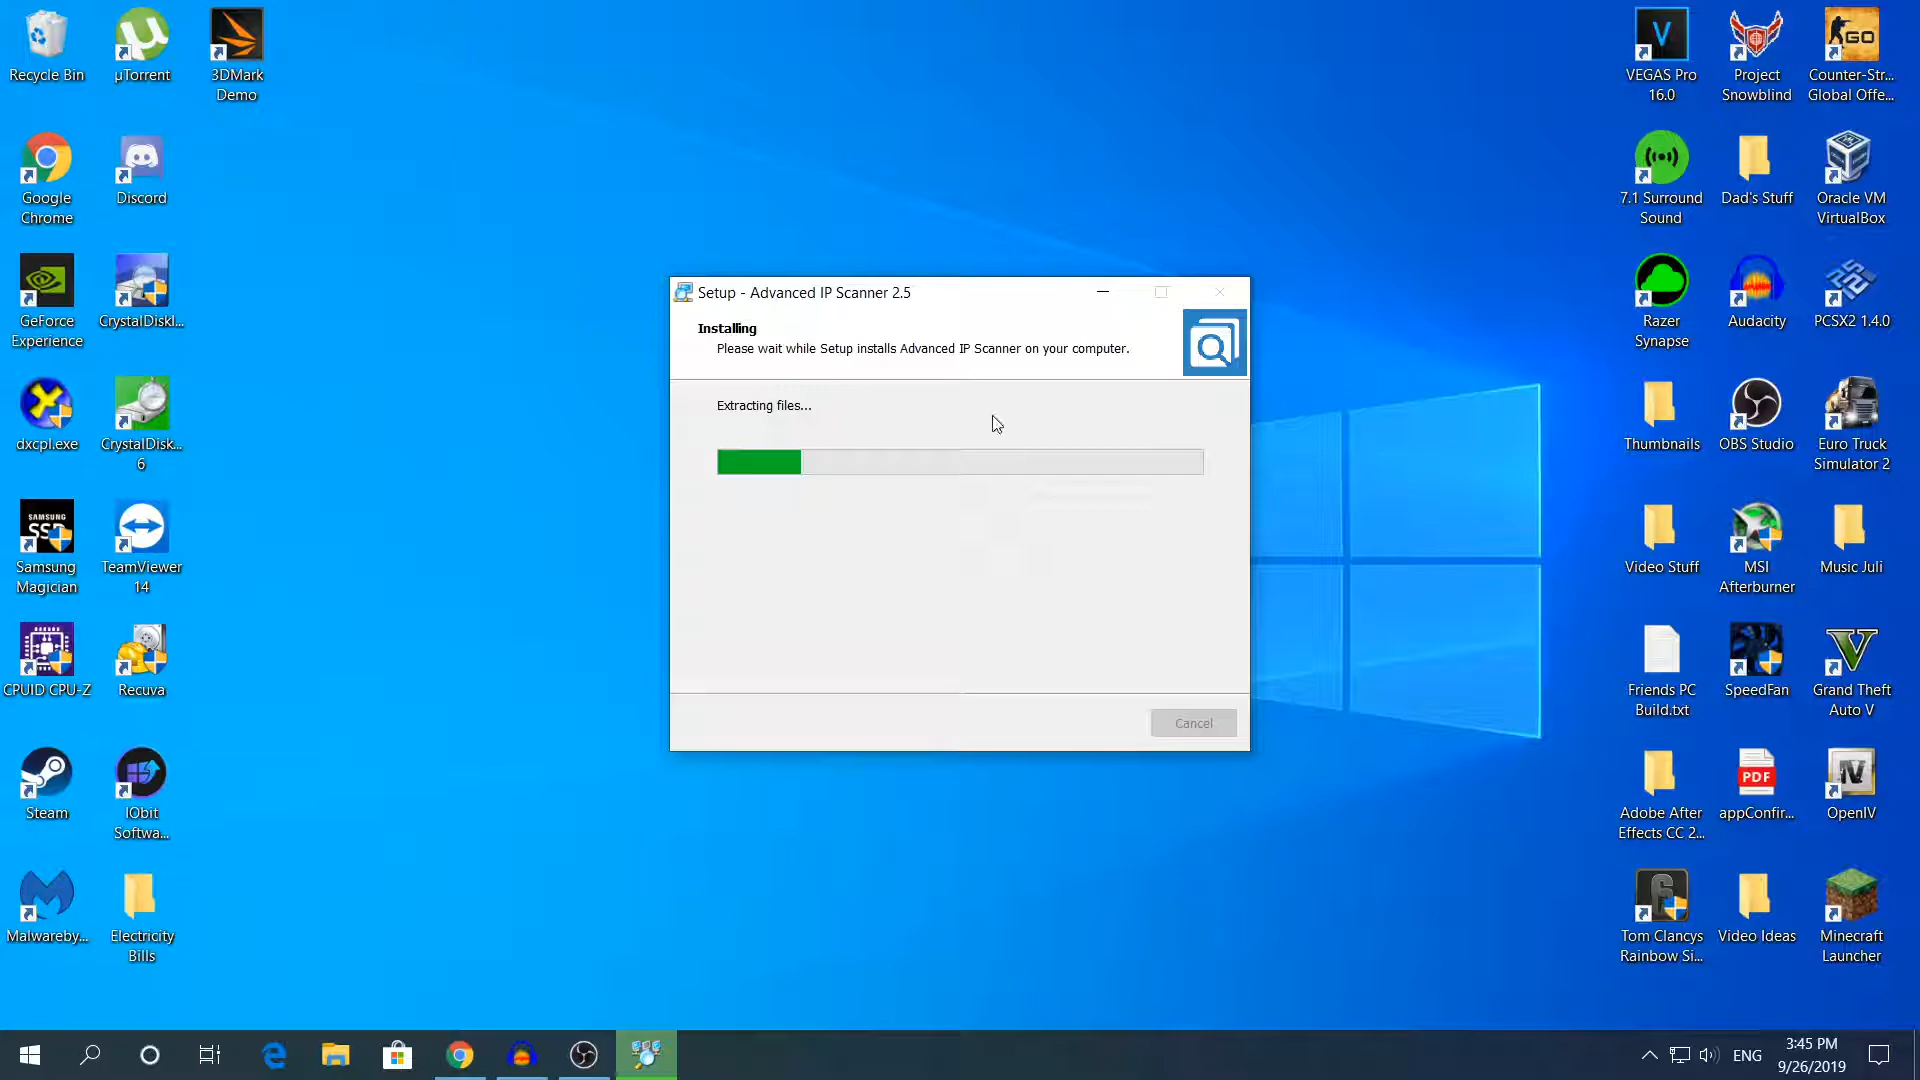 Recycle Bin
µTorrent
3DMark
Demo
Google
Chrome
Discord
GeForce
Experience
CrystalDiskI...
dxcpl.exe
CrystalDisk...
6
SAMSUNG
SSD
Samsung
Magician
TeamViewer
14
CPUID CPU-Z
Recuva
Steam
IObit
Softwa...
Malwareby...
Electricity
Bills
Setup - Advanced IP Scanner 2.5
Installing
Please wait while Setup installs Advanced IP Scanner on your computer.
Extracting files...
Cancel
V
GO
VEGAS Pro
16.0
Project
Snowblind
Counter-Str...
Global Offe...
7.1 Surround
Sound
Dad's Stuff
Oracle VM
VirtualBox
Razer
Synapse
Audacity
PCSX2 1.4.0
Thumbnails
OBS Studio
Euro Truck
Simulator 2
Video Stuff
MSI
Afterburner
Music Juli
Friends PC
Build.txt
SpeedFan
V
Grand Theft
Auto V
Adobe After
Effects CC 2...
PDF
appConfir...
IV
OpenIV
6
Tom Clancys
Rainbow Si...
Video Ideas
Minecraft
Launcher
ENG
3:45 PM
9/26/2019